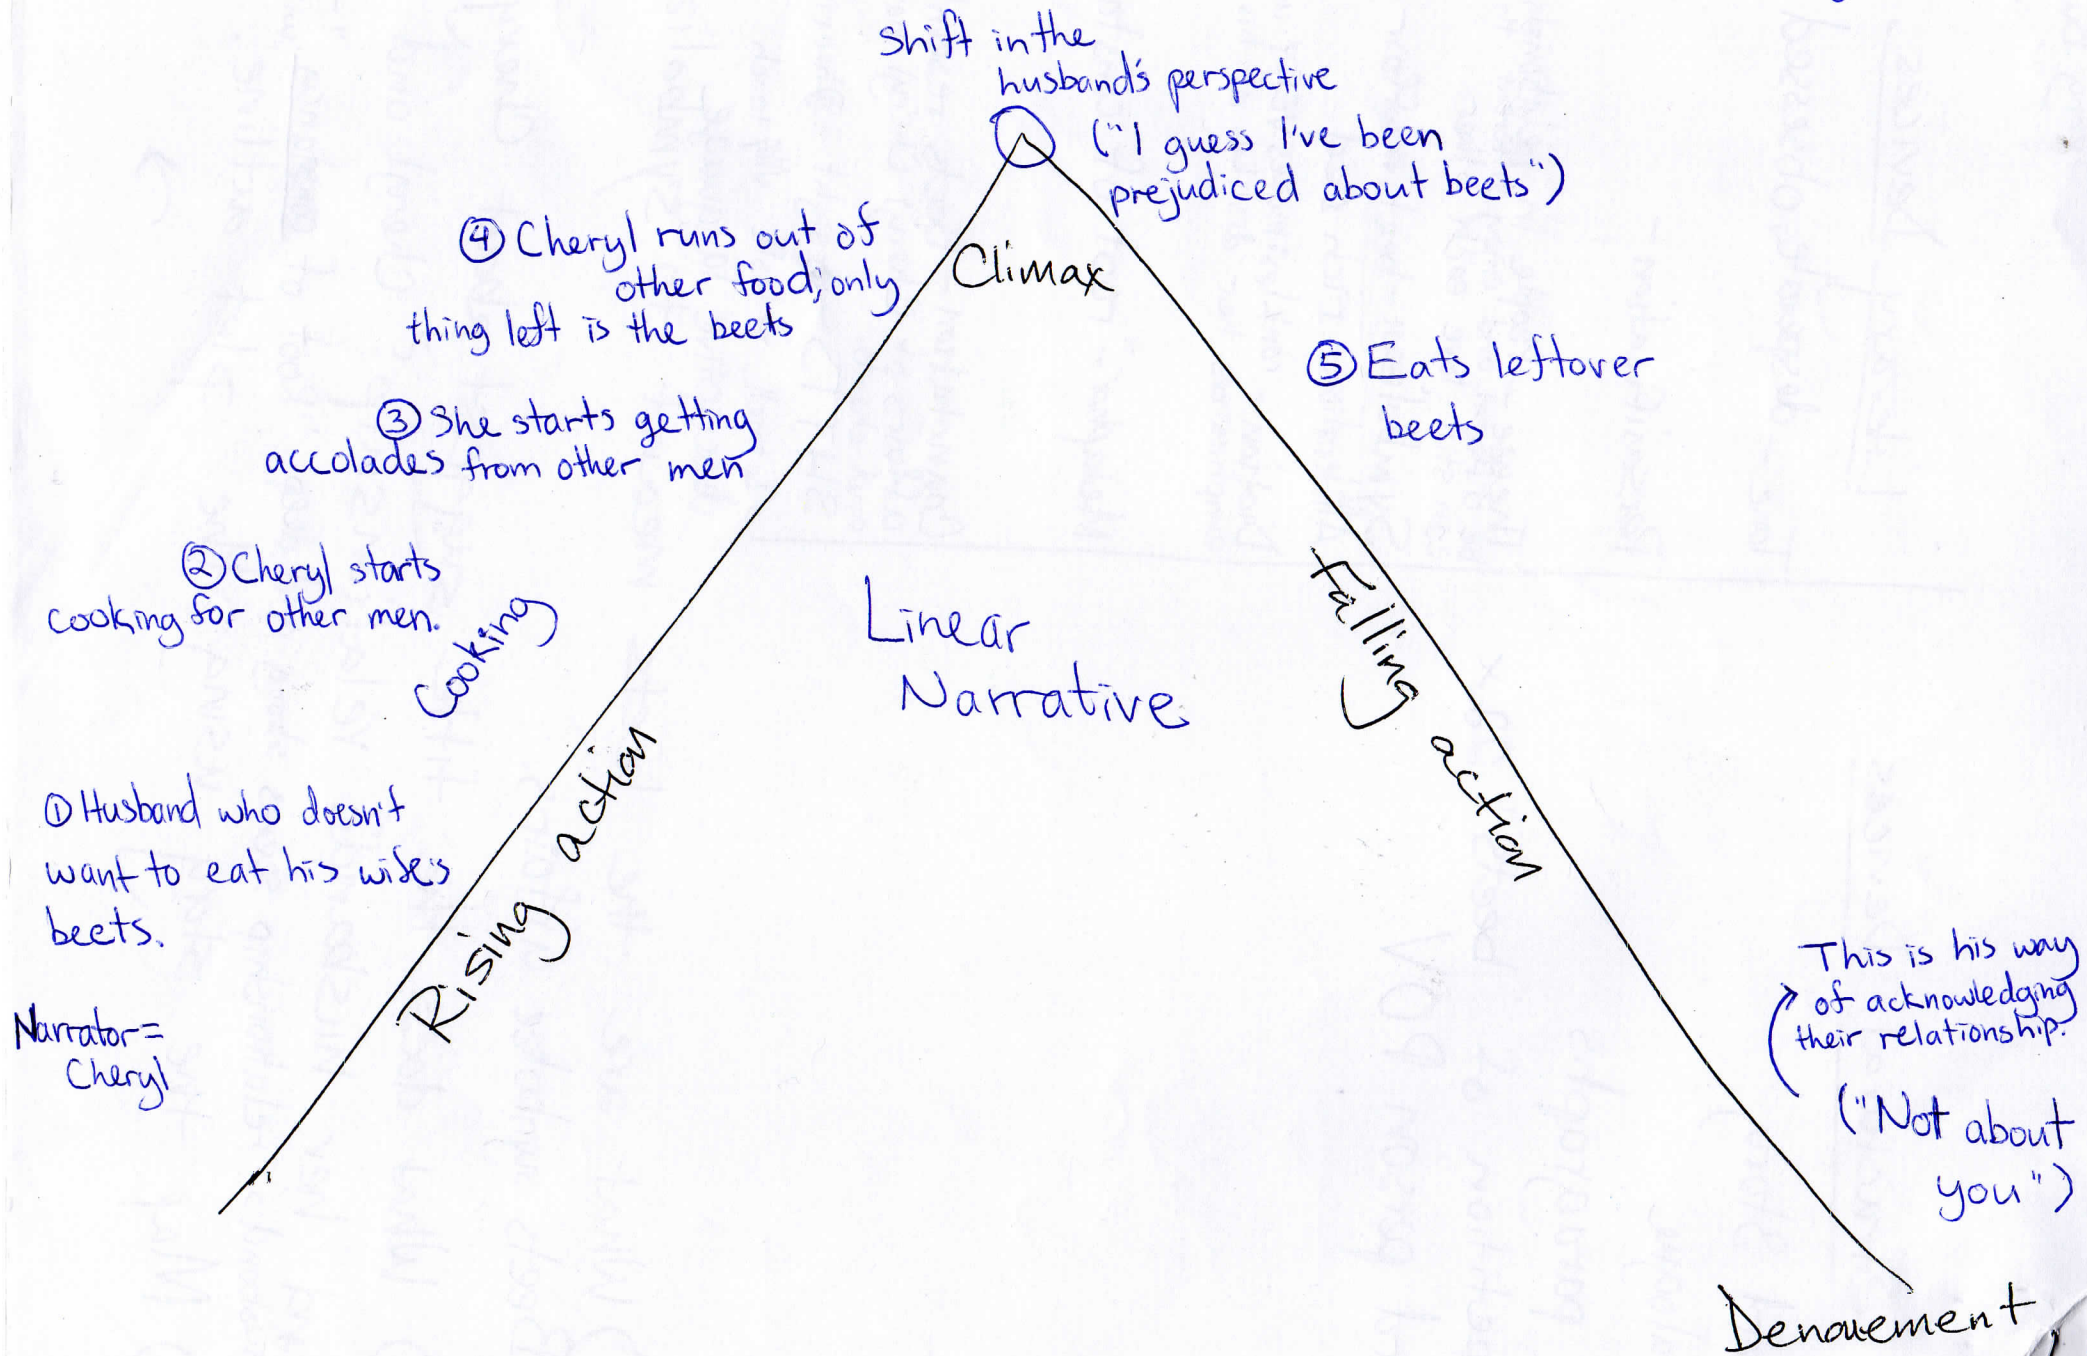 Shift in the
husband's perspective
("I guess I've been
prejudiced about beets")
④ Cheryl runs out of
other food; only
thing left is the beets
Climax
③ She starts getting
accolades from other men
⑤ Eats leftover
beets
② Cheryl starts
cooking for other men.
Cooking
Linear
Narrative
Falling action
① Husband who doesn't
want to eat his wife's
beets.
Rising action
Narrator =
Cheryl
This is his way
of acknowledging
their relationship.
("Not about
you")
Denouement